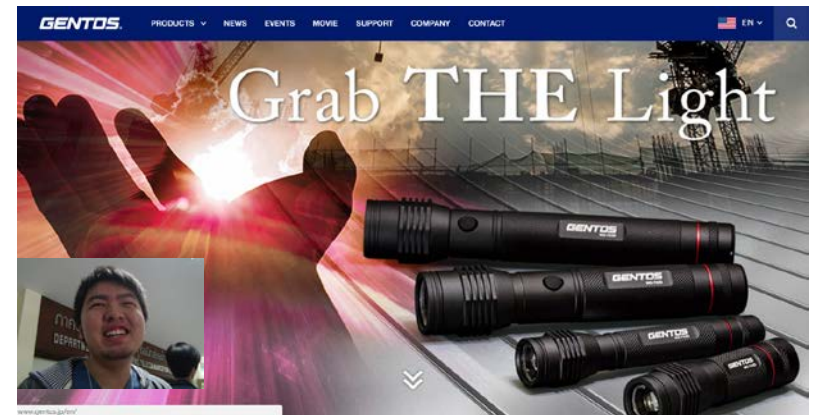 GENTOS.
PRODUCTS NEWS EVENTS MOVIE SUPPORT COMPANY CONTACT
EN
Grab THE Light
GENTOS
GENTOS
GENTOS
GENTOS
DEPART
www.gentos.jp/en/